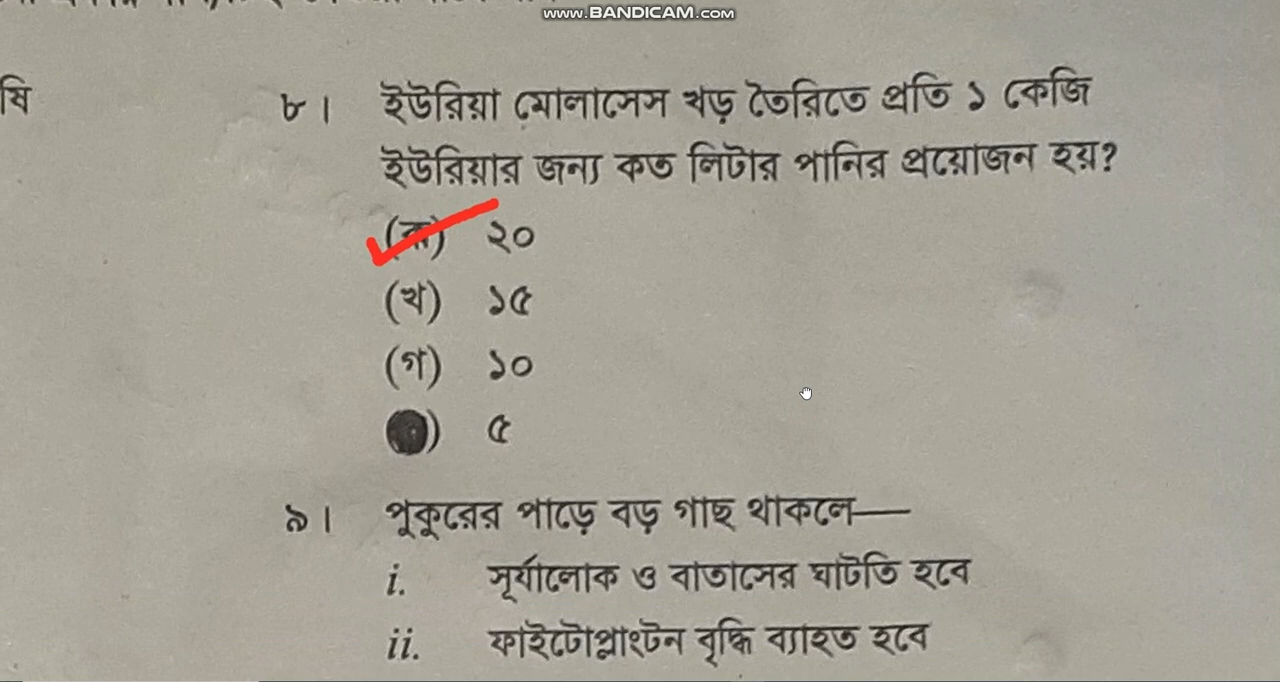 www.BANDICAM.com
ষি
৮। ইউরিয়া মোলাসেস খড় তৈরিতে প্রতি ১ কেজি
ইউরিয়ার জন্য কত লিটার পানির প্রয়োজন হয়?
(ক) ২০
(খ) ১৫
(গ) ১০
) ৫
৯। পুকুরের পাড়ে বড় গাছ থাকলে—
i. সূর্যালোক ও বাতাসের ঘাটতি হবে
ii. ফাইটোপ্লাংটন বৃদ্ধি ব্যাহত হবে